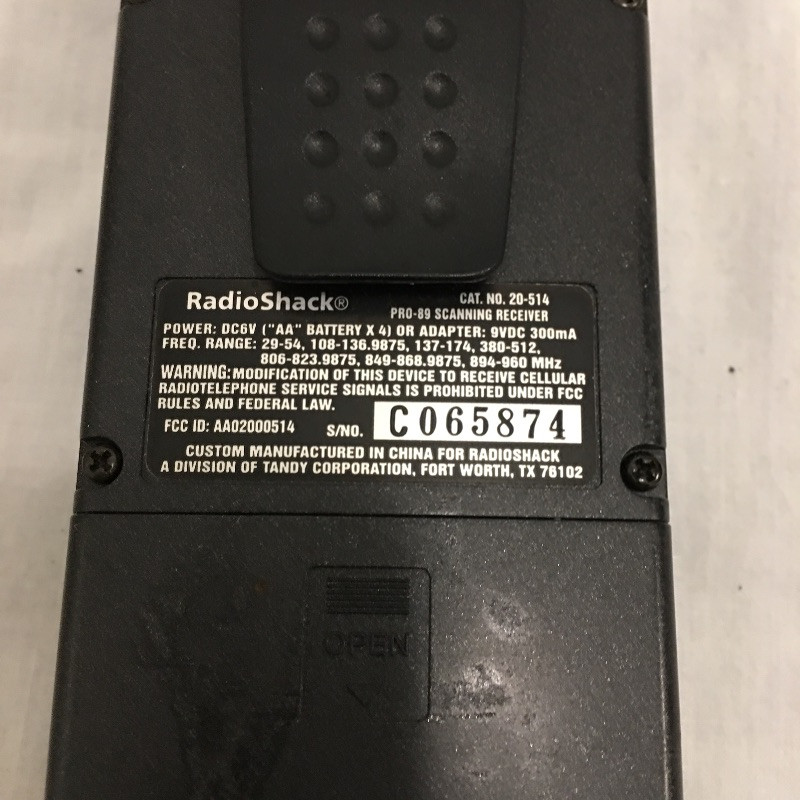 RadioShack®
CAT. NO. 20-514
PRO-89 SCANNING RECEIVER
POWER: DC6V ("AA" BATTERY X 4) OR ADAPTER: 9VDC 300mA
FREQ. RANGE: 29-54, 108-136.9875, 137-174, 380-512,
806-823.9875, 849-868.9875, 894-960 MHz
WARNING: MODIFICATION OF THIS DEVICE TO RECEIVE CELLULAR
RADIOTELEPHONE SERVICE SIGNALS IS PROHIBITED UNDER FCC
RULES AND FEDERAL LAW.
FCC ID: AAO2000514 S/NO. C065874
CUSTOM MANUFACTURED IN CHINA FOR RADIOSHACK
A DIVISION OF TANDY CORPORATION, FORT WORTH, TX 76102
OPEN